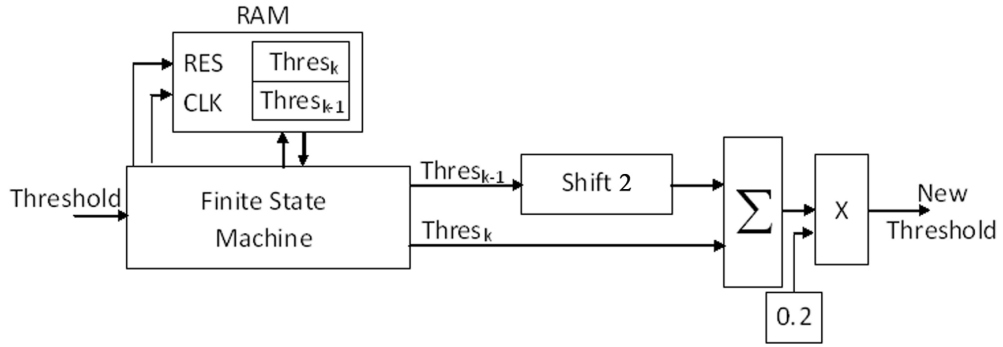 RAM
RES
CLK
Thresk
Thresk-1
Threshold
Finite State
Machine
Thresk-1
Thresk
Shift 2
Σ
X
0.2
New
Threshold